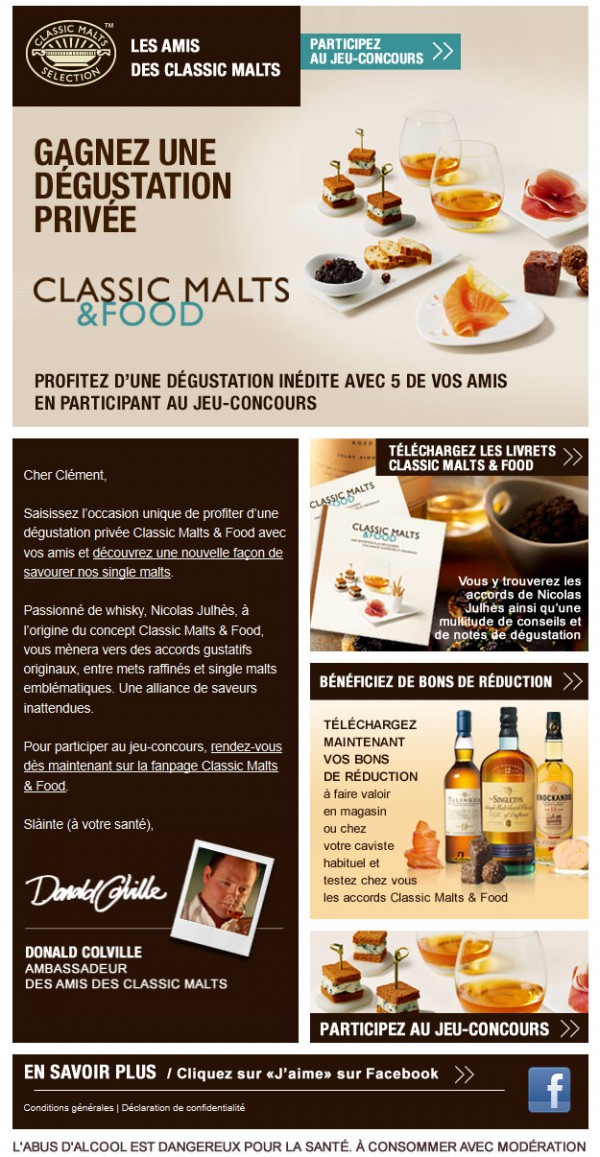 CLASSIC MALTS
SELECTION
TM
LES AMIS
DES CLASSIC MALTS
PARTICIPEZ
AU JEU-CONCOURS
GAGNEZ UNE
DÉGUSTATION
PRIVÉE
CLASSIC MALTS
&FOOD
PROFITEZ D'UNE DÉGUSTATION INÉDITE AVEC 5 DE VOS AMIS
EN PARTICIPANT AU JEU-CONCOURS
Cher Clément,
Saisissez l'occasion unique de profiter d'une
dégustation privée Classic Malts & Food avec
vos amis et découvrez une nouvelle façon de
savourer nos single malts.
Passionné de whisky, Nicolas Julhès, à
l'origine du concept Classic Malts & Food,
vous mènera vers des accords gustatifs
originaux, entre mets raffinés et single malts
emblématiques. Une alliance de saveurs
inattendues.
Pour participer au jeu-concours, rendez-vous
dès maintenant sur la fanpage Classic Malts
& Food.
Slàinte (à votre santé),
Donald Colville
DONALD COLVILLE
AMBASSADEUR
DES AMIS DES CLASSIC MALTS
TÉLÉCHARGEZ LES LIVRETS
CLASSIC MALTS & FOOD
CLASSIC MALTS
&FOOD
CLASSIC MALTS
&FOOD
Vous y trouverez les
accords de Nicolas
Julhès ainsi qu'une
multitude de conseils et
de notes de dégustation
BÉNÉFICIEZ DE BONS DE RÉDUCTION
TÉLÉCHARGEZ
MAINTENANT
VOS BONS
DE RÉDUCTION
à faire valoir
en magasin
ou chez
votre caviste
habituel et
testez chez vous
les accords Classic Malts & Food
TALISKER
SINGLETON
KNOCKANDO
PARTICIPEZ AU JEU-CONCOURS
EN SAVOIR PLUS / Cliquez sur «J'aime» sur Facebook
f
Conditions générales | Déclaration de confidentialité
L'ABUS D'ALCOOL EST DANGEREUX POUR LA SANTÉ. À CONSOMMER AVEC MODÉRATION